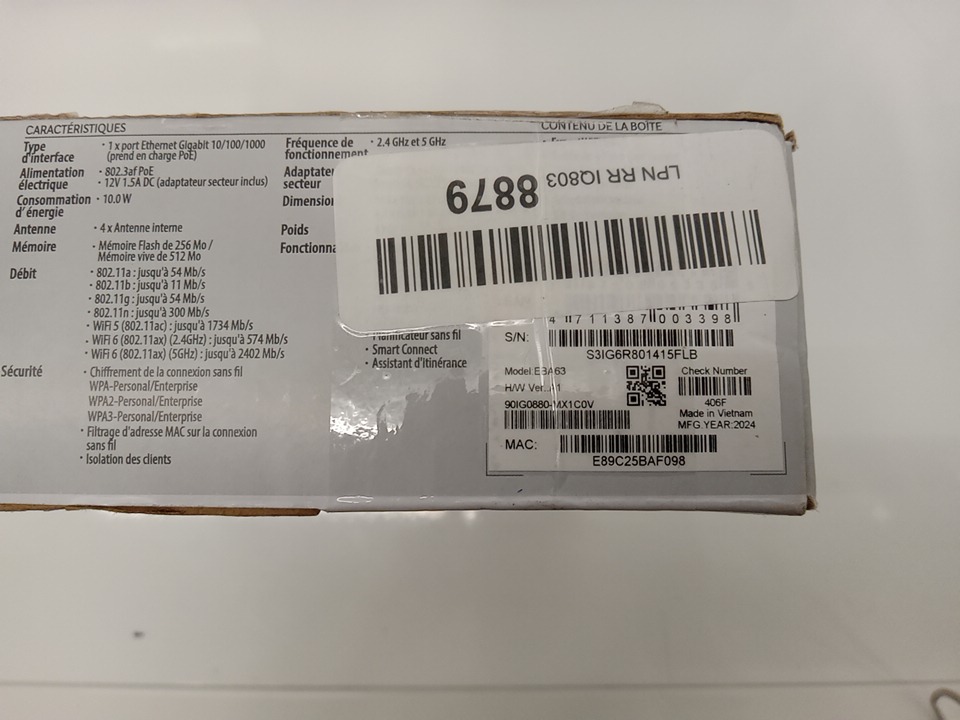 CARACTÉRISTIQUES
Type d'interface
• 1 x port Ethernet Gigabit 10/100/1000
(prend en charge PoE)
Alimentation électrique
• 802.3af PoE
• 12V 1.5A DC (adaptateur secteur inclus)
Consommation d'énergie
• 10.0 W
Antenne
• 4 x Antenne interne
Mémoire
• Mémoire Flash de 256 Mo /
Mémoire vive de 512 Mo
Débit
• 802.11a : jusqu'à 54 Mb/s
• 802.11b : jusqu'à 11 Mb/s
• 802.11g : jusqu'à 54 Mb/s
• 802.11n : jusqu'à 300 Mb/s
• WiFi 5 (802.11ac) : jusqu'à 1734 Mb/s
• WiFi 6 (802.11ax) (2.4GHz) : jusqu'à 574 Mb/s
• WiFi 6 (802.11ax) (5GHz) : jusqu'à 2402 Mb/s
Sécurité
• Chiffrement de la connexion sans fil
WPA-Personal/Enterprise
WPA2-Personal/Enterprise
WPA3-Personal/Enterprise
• Filtrage d'adresse MAC sur la connexion
sans fil
• Isolation des clients
Fréquence de fonctionnement
• 2.4 GHz et 5 GHz
Adaptateur
secteur
Dimension
Poids
Fonctionna
Planificateur sans fil
• Smart Connect
• Assistant d'itinérance
CONTENU DE LA BOÎTE
LPN RR IQ803 8879
4 711387 003398
S/N:
S3IG6R801415FLB
Model EBA63
H/W Ver.:A1
90IG0880-MX1C0V
Check Number
406F
Made in Vietnam
MFG.YEAR:2024
MAC:
E89C25BAF098